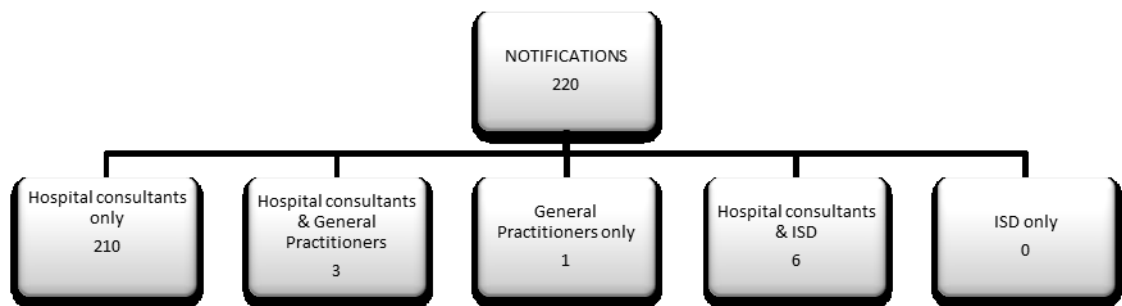 NOTIFICATIONS
220
Hospital consultants
only
210
Hospital consultants
& General
Practitioners
3
General
Practitioners only
1
Hospital consultants
& ISD
6
ISD only
0